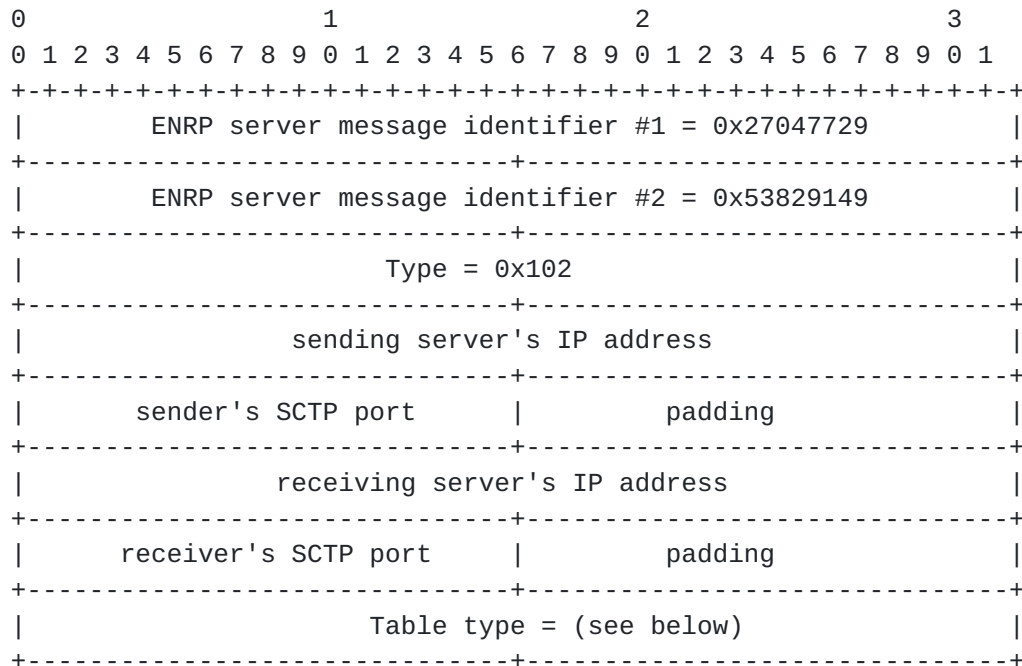 0                   1                   2                   3
0 1 2 3 4 5 6 7 8 9 0 1 2 3 4 5 6 7 8 9 0 1 2 3 4 5 6 7 8 9 0 1
+-+-+-+-+-+-+-+-+-+-+-+-+-+-+-+-+-+-+-+-+-+-+-+-+-+-+-+-+-+-+-+-+
|        ENRP server message identifier #1 = 0x27047729         |
+-------------------------------+-------------------------------+
|        ENRP server message identifier #2 = 0x53829149         |
+-------------------------------+-------------------------------+
|                       Type = 0x102                            |
+-------------------------------+-------------------------------+
|                 sending server's IP address                   |
+-------------------------------+-------------------------------+
|       sender's SCTP port      |         padding               |
+-------------------------------+-------------------------------+
|                receiving server's IP address                  |
+-------------------------------+-------------------------------+
|      receiver's SCTP port     |         padding               |
+-------------------------------+-------------------------------+
|                      Table type = (see below)                 |
+-------------------------------+-------------------------------+